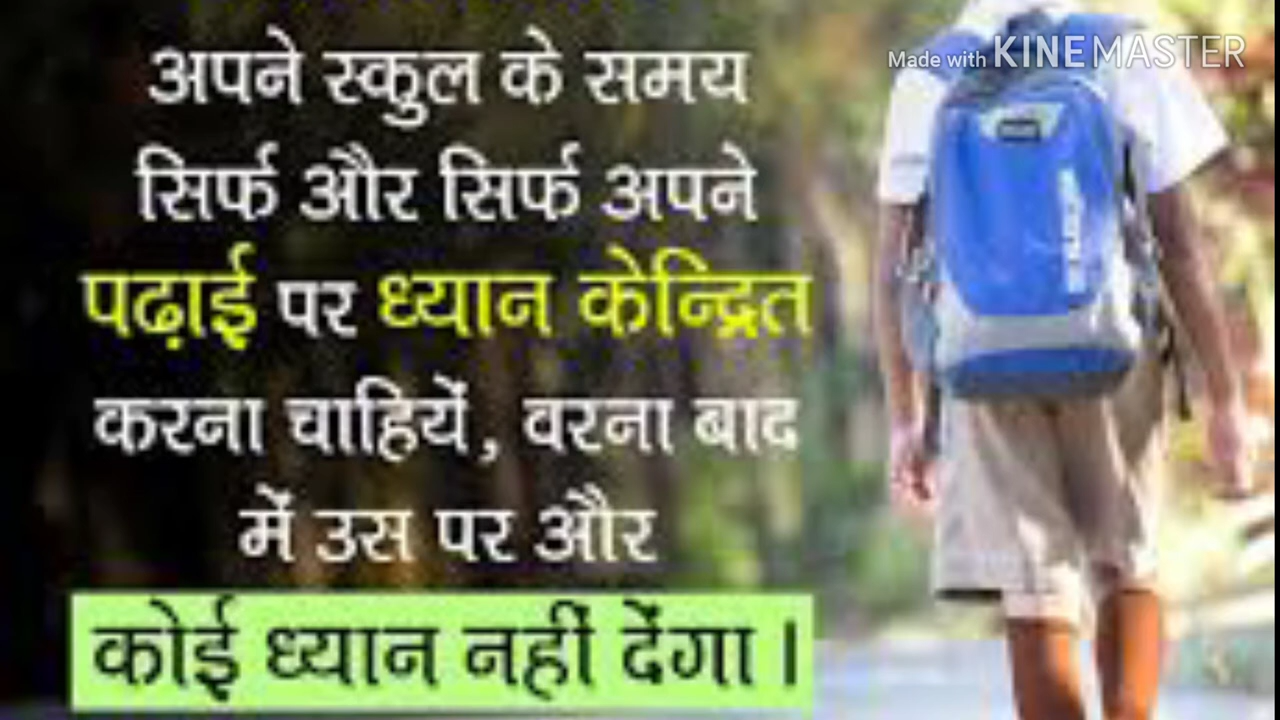 Made with KINEMASTER
अपने स्कुल के समय
सिर्फ और सिर्फ अपने
पढ़ाई पर ध्यान केन्द्रित
करना चाहियें, वरना बाद
में उस पर और
कोई ध्यान नहीं देंगा।